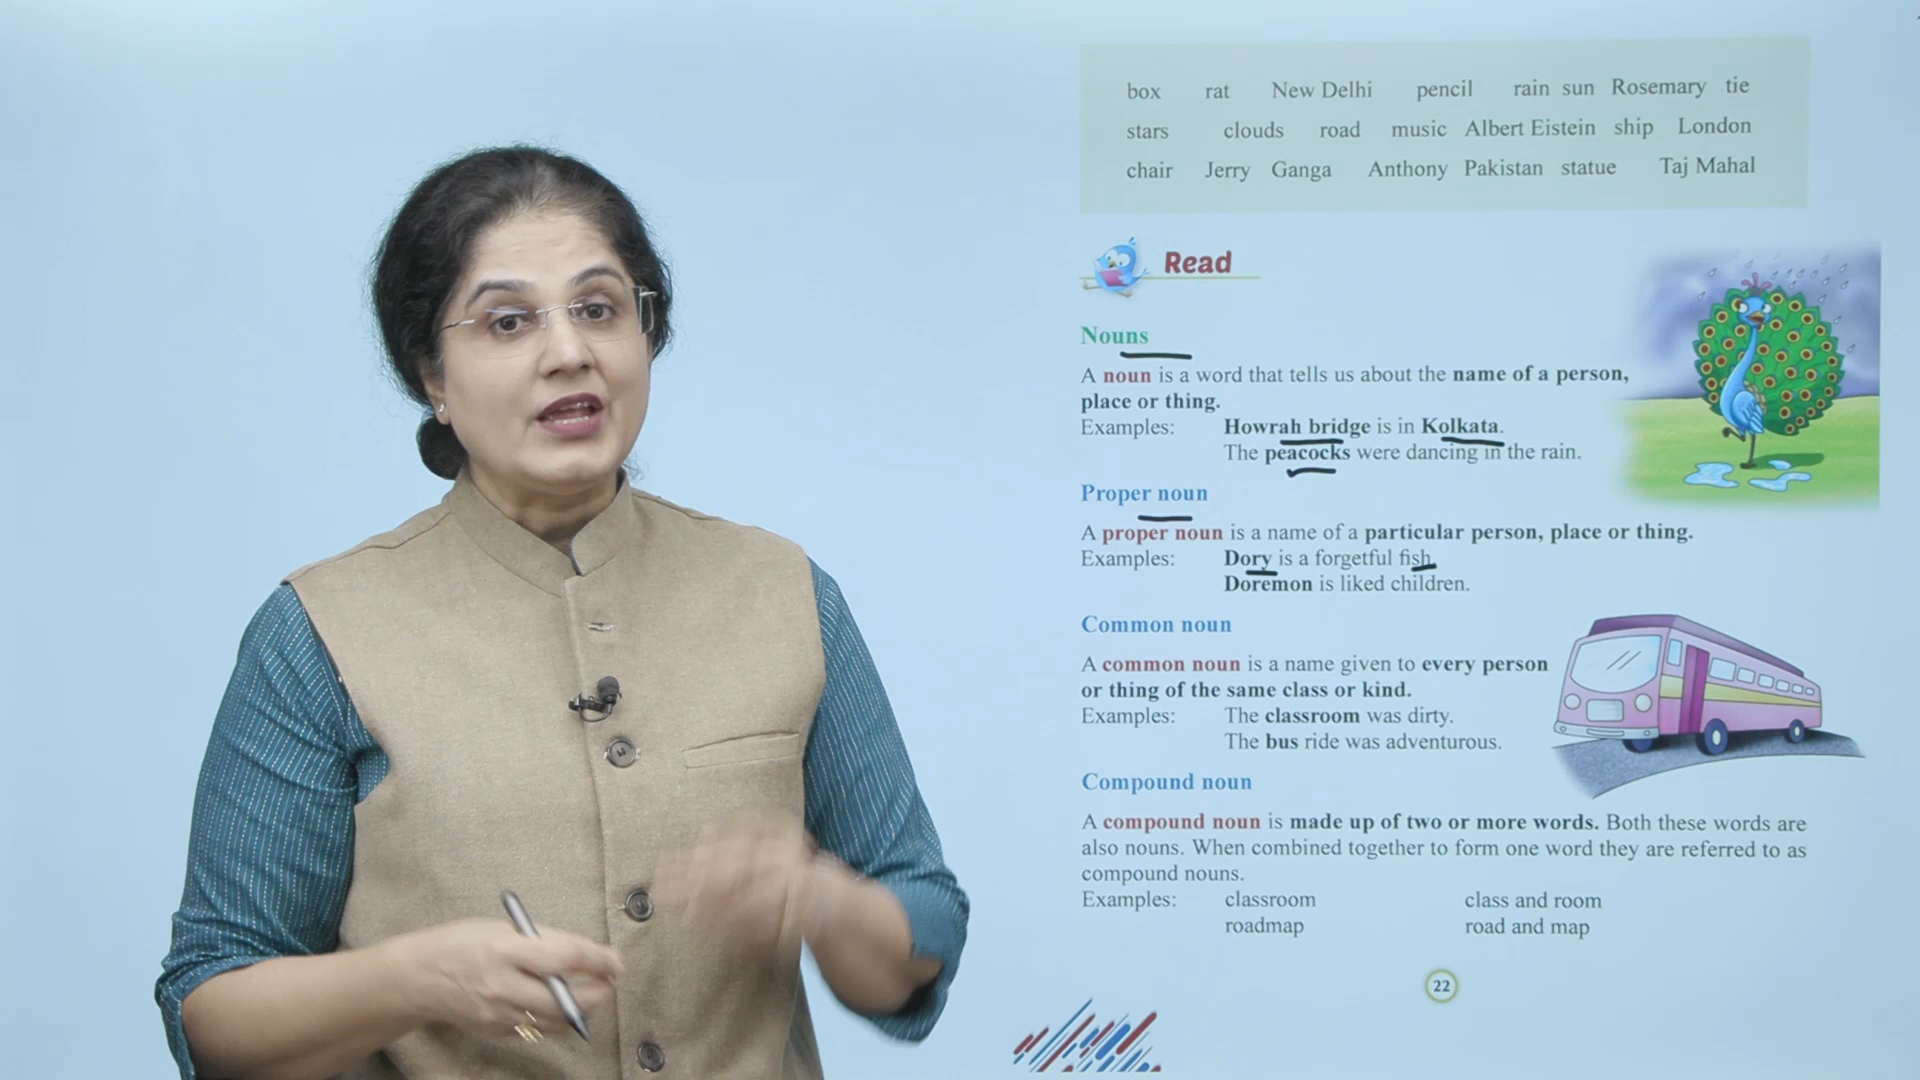 box rat New Delhi pencil rain sun Rosemary tie
stars clouds road music Albert Eistein ship London
chair Jerry Ganga Anthony Pakistan statue Taj Mahal
Read
Nouns
A noun is a word that tells us about the name of a person,
place or thing.
Examples: Howrah bridge is in Kolkata.
The peacocks were dancing in the rain.
Proper noun
A proper noun is a name of a particular person, place or thing.
Examples: Dory is a forgetful fish.
Doremon is liked children.
Common noun
A common noun is a name given to every person
or thing of the same class or kind.
Examples: The classroom was dirty.
The bus ride was adventurous.
Compound noun
A compound noun is made up of two or more words. Both these words are
also nouns. When combined together to form one word they are referred to as
compound nouns.
Examples: classroom class and room
roadmap road and map
22